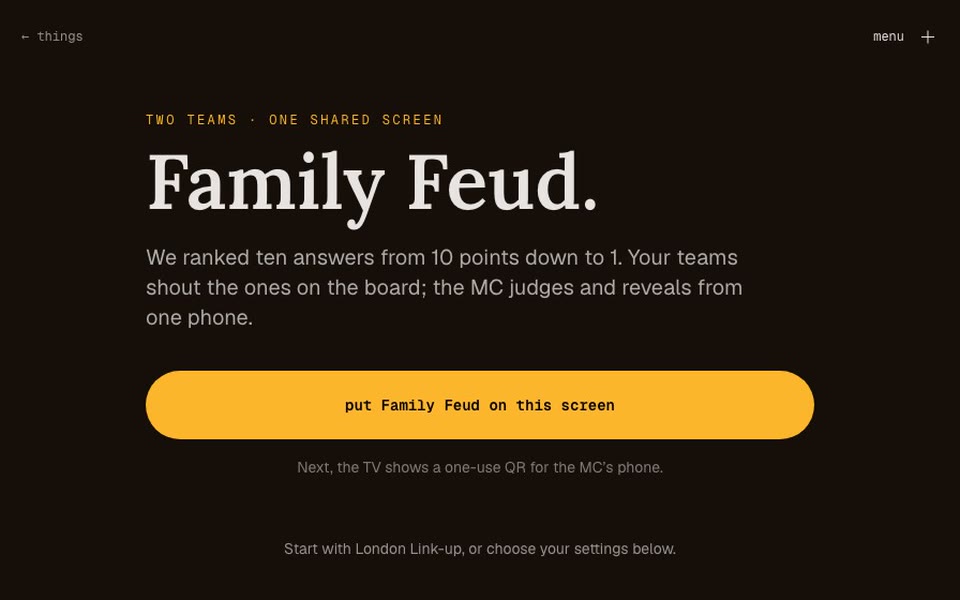 ← things
menu +
TWO TEAMS · ONE SHARED SCREEN
Family Feud.
We ranked ten answers from 10 points down to 1. Your teams
shout the ones on the board; the MC judges and reveals from
one phone.
put Family Feud on this screen
Next, the TV shows a one-use QR for the MC's phone.
Start with London Link-up, or choose your settings below.